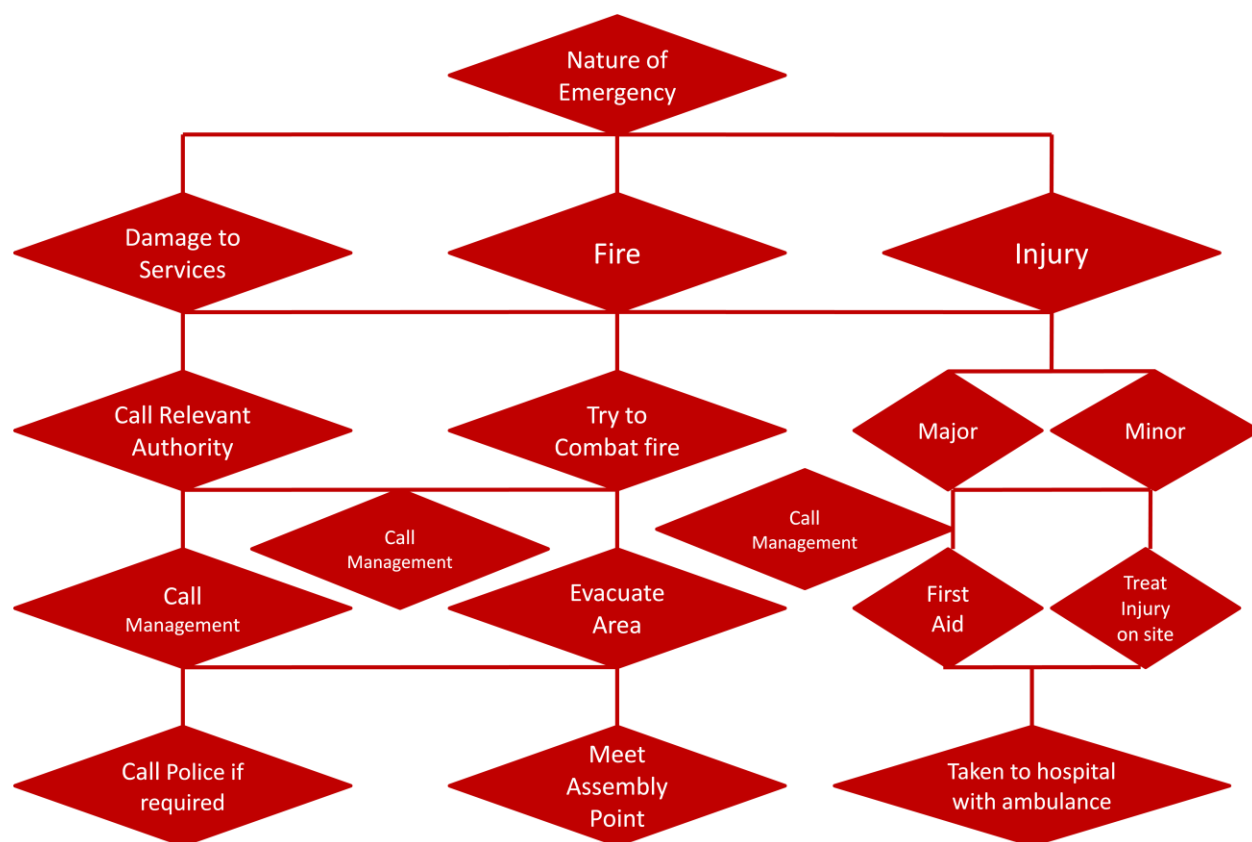 Nature of
Emergency
Damage to
Services
Fire
Injury
Call Relevant
Authority
Try to
Combat fire
Major
Minor
Call
Management
Call
Management
Call
Management
Evacuate
Area
First
Aid
Treat
Injury
on site
Call Police if
required
Meet
Assembly
Point
Taken to hospital
with ambulance